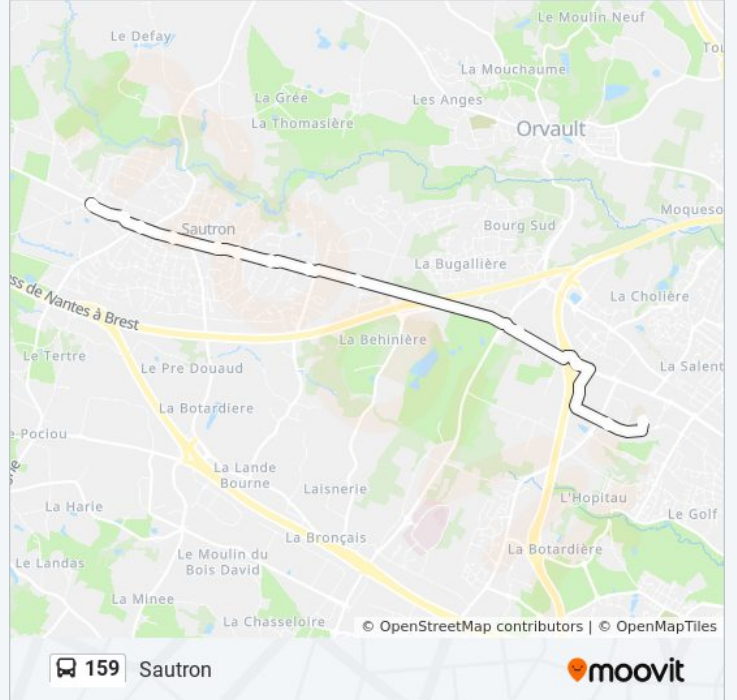 Le Moulin Neuf
Le Defay
La Mouchaume
La Grée
Les Anges
La Thomasière
Orvault
Moqueso
Bourg Sud
Sautron
La Bugallière
ss de Nantes à Brest
La Cholière
La Behinière
Le Tertre
Le Pre Douaud
La Salent
La Botardiere
e Pociou
La Lande
Bourne
Laisnerie
L'Hopitau
La Harie
Le Golf
La Bronçais
La Botardière
Le Landas
Le Moulin du
Bois David
La Minee
La Chasseloire
© OpenStreetMap contributors | © OpenMapTiles
159 Sautron
moovit